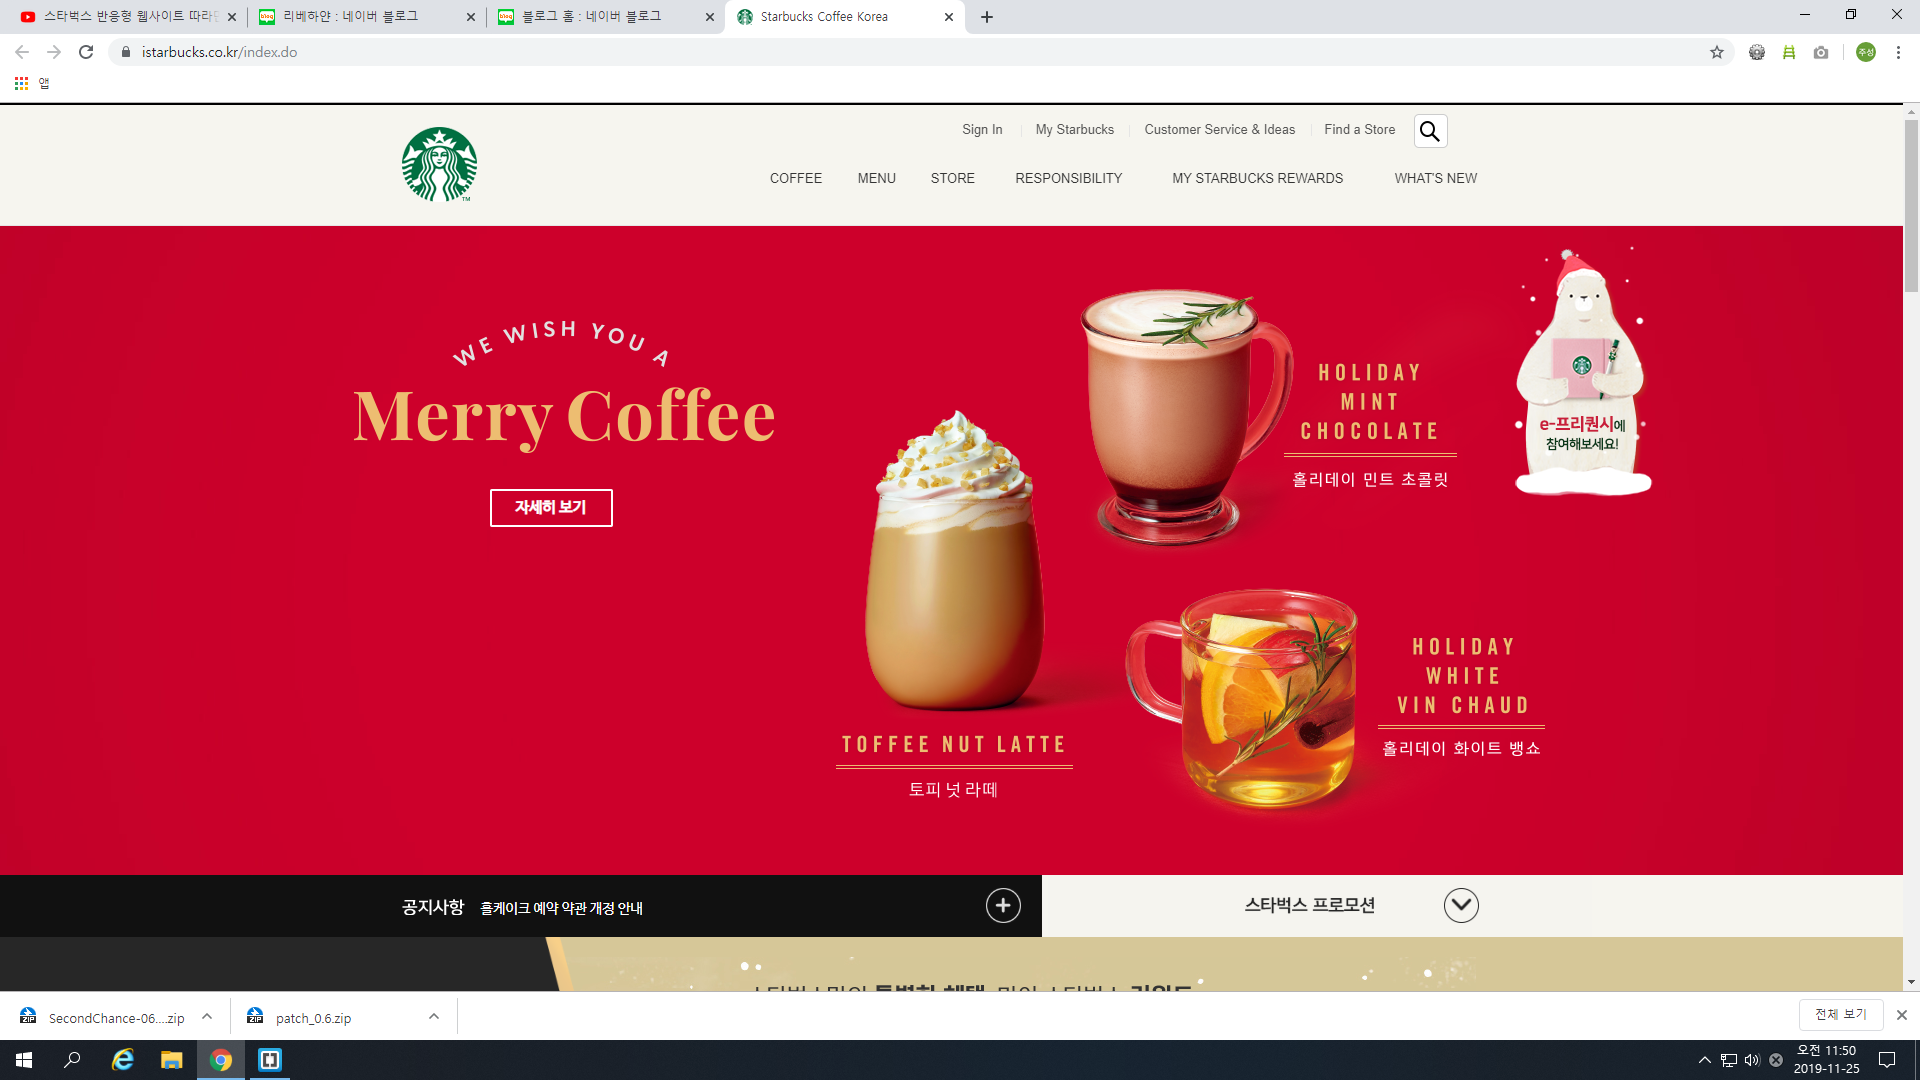 스타벅스 반응형 웹사이트 따라
리베하얀 : 네이버 블로그
블로그 홈 : 네이버 블로그
Starbucks Coffee Korea
istarbucks.co.kr/index.do
주성
앱
Sign In
My Starbucks
Customer Service & Ideas
Find a Store
COFFEE
MENU
STORE
RESPONSIBILITY
MY STARBUCKS REWARDS
WHAT'S NEW
TM
WE WISH YOU A
Merry Coffee
자세히 보기
HOLIDAY
MINT
CHOCOLATE
홀리데이 민트 초콜릿
e-프리퀀시에
참여해보세요!
TOFFEE NUT LATTE
토피 넛 라떼
HOLIDAY
WHITE
VIN CHAUD
홀리데이 화이트 뱅쇼
공지사항
홀케이크 예약 약관 개정 안내
스타벅스 프로모션
SecondChance-06....zip
patch_0.6.zip
전체 보기
오전 11:50
2019-11-25